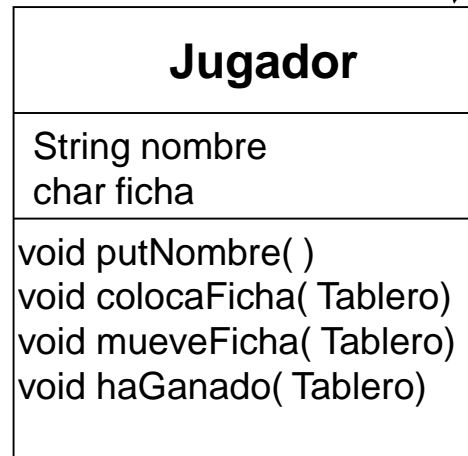 Jugador
String nombre
char ficha
void putNombre( )
void colocaFicha( Tablero)
void mueveFicha( Tablero)
void haGanado( Tablero)